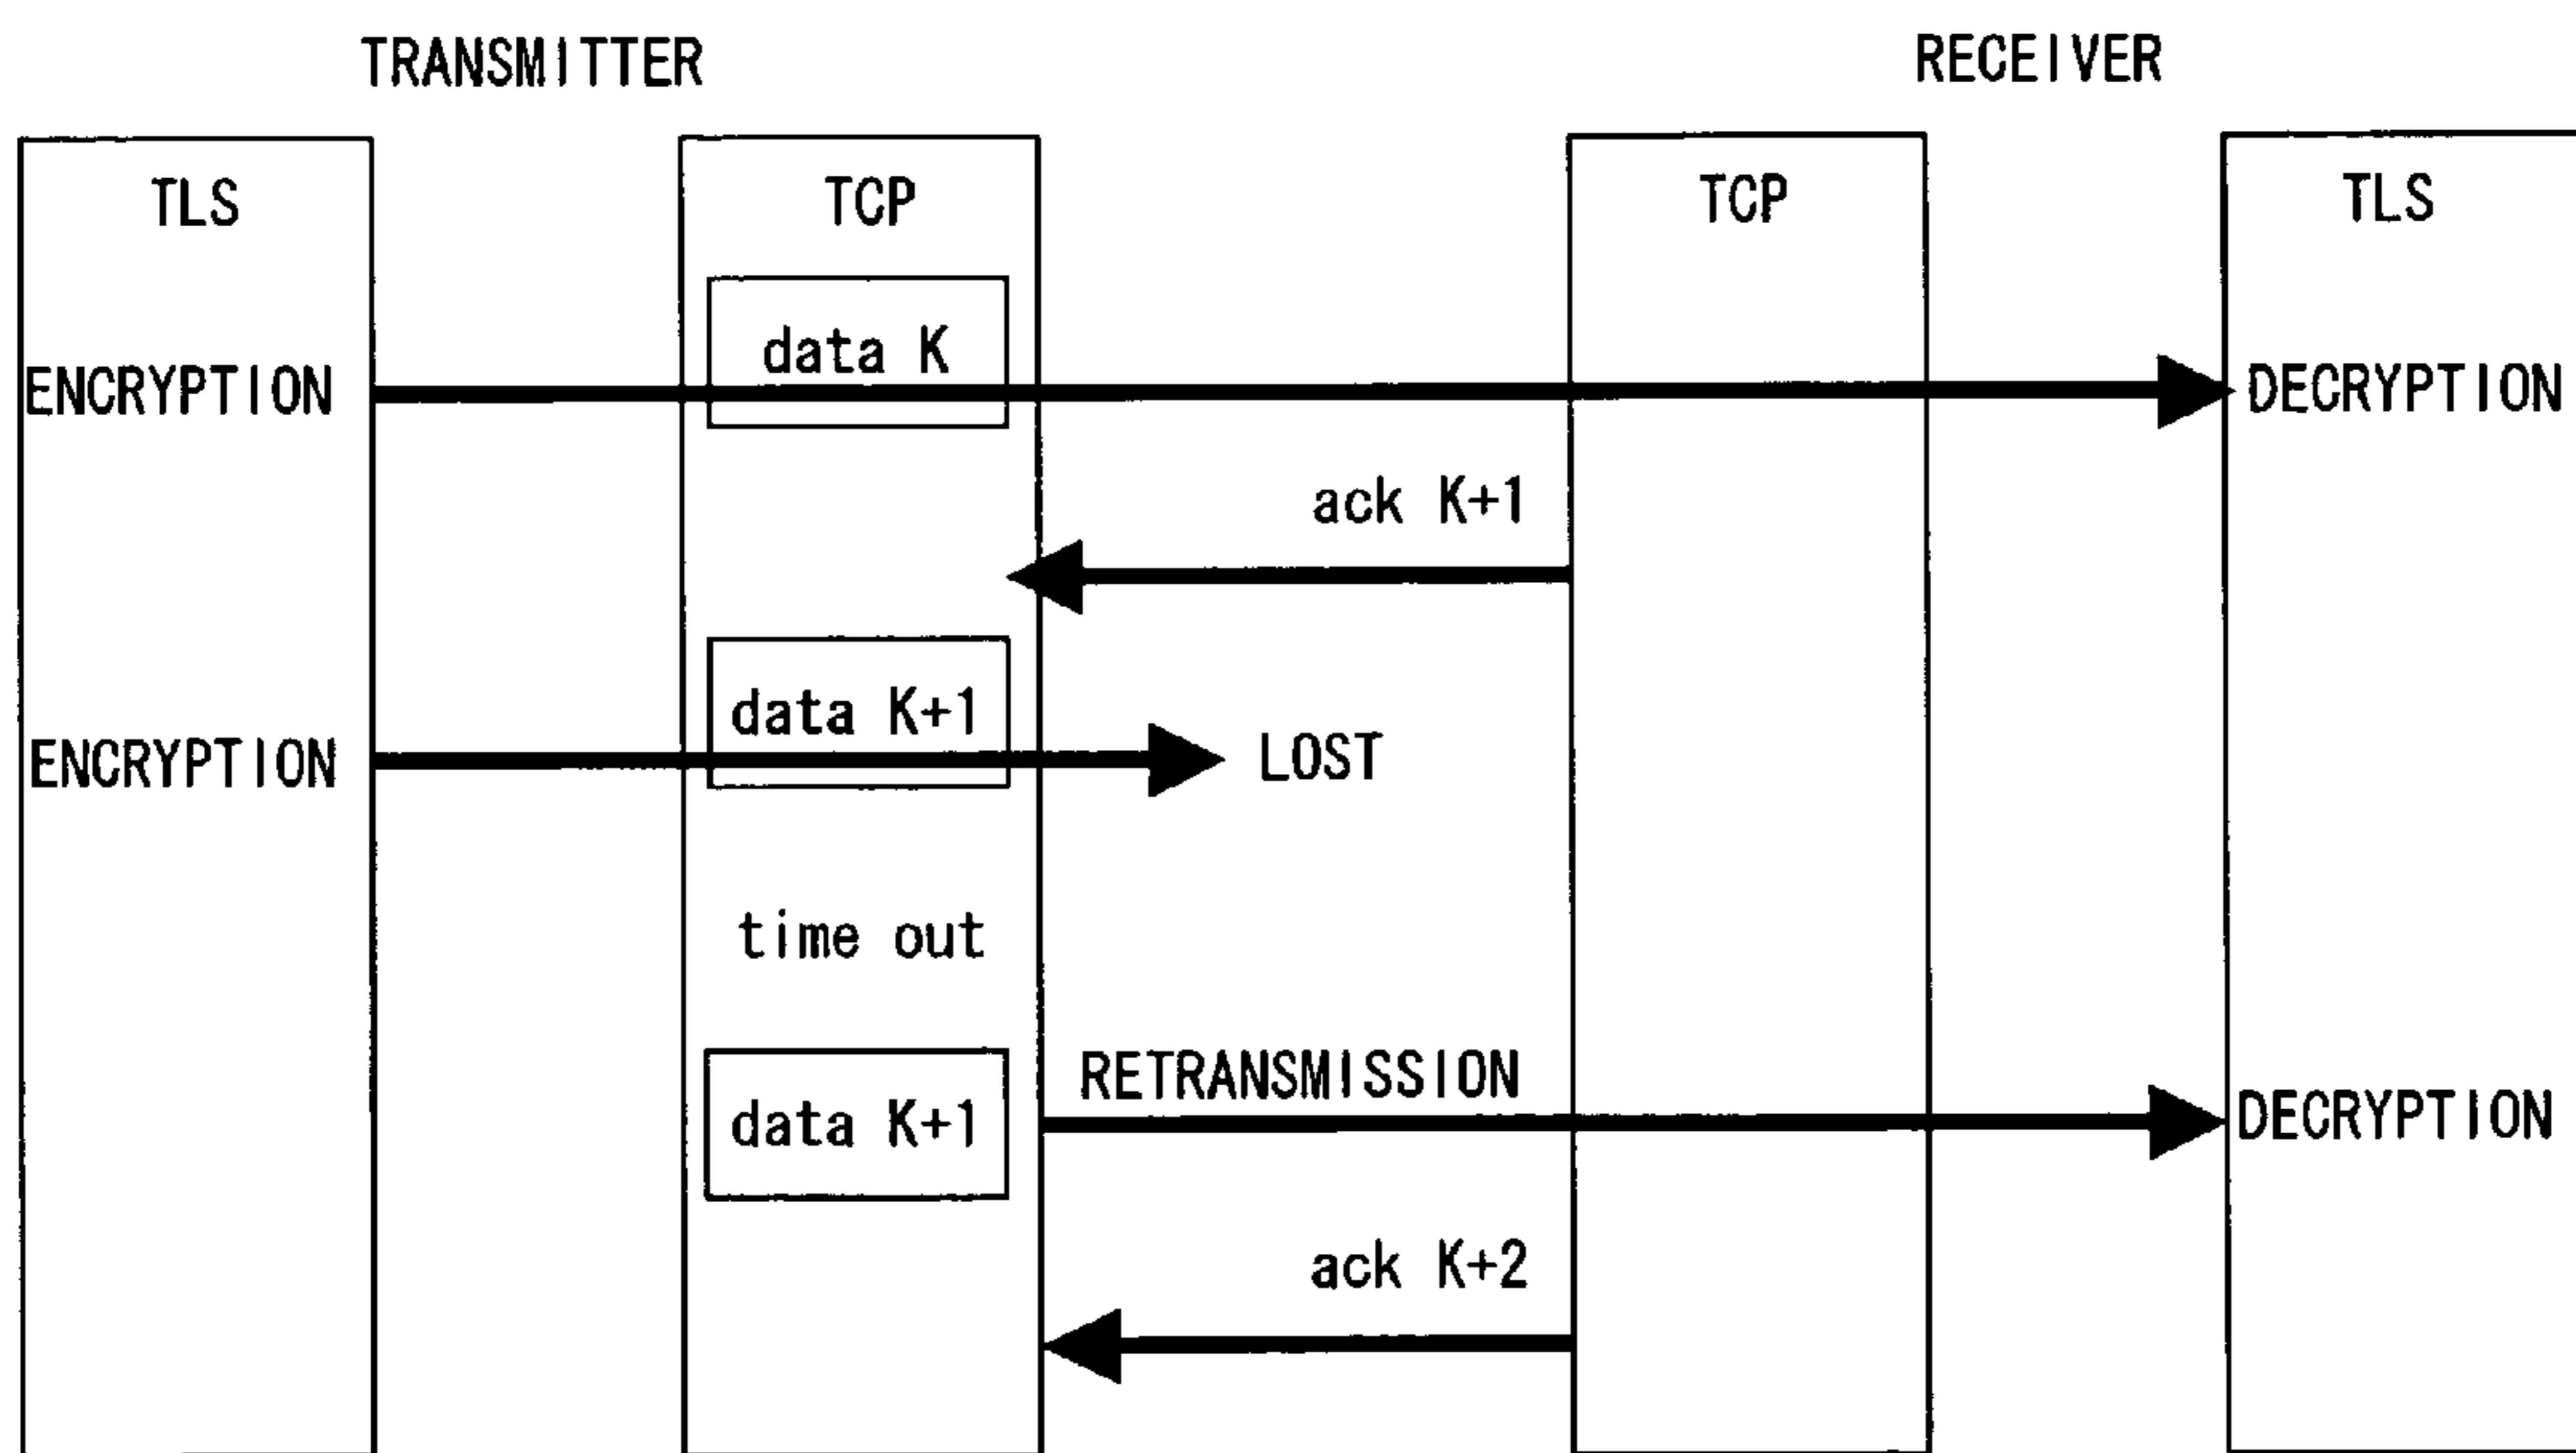 TRANSMITTER
RECEIVER
TLS
TCP
TCP
TLS
data K
ENCRYPTION
DECRYPTION
ack K+1
data K+1
ENCRYPTION
LOST
time out
RETRANSMISSION
data K+1
DECRYPTION
ack K+2